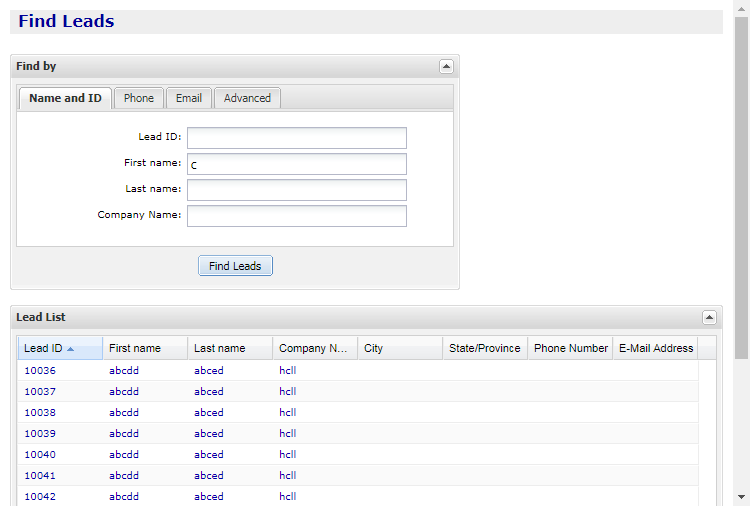 Find Leads
Find by
Name and ID Phone Email Advanced
Lead ID:
First name: c
Last name:
Company Name:
Find Leads
Lead List
Lead ID First name Last name Company N... City State/Province Phone Number E-Mail Address
10036 abcdd abced hcll
10037 abcdd abced hcll
10038 abcdd abced hcll
10039 abcdd abced hcll
10040 abcdd abced hcll
10041 abcdd abced hcll
10042 abcdd abced hcll